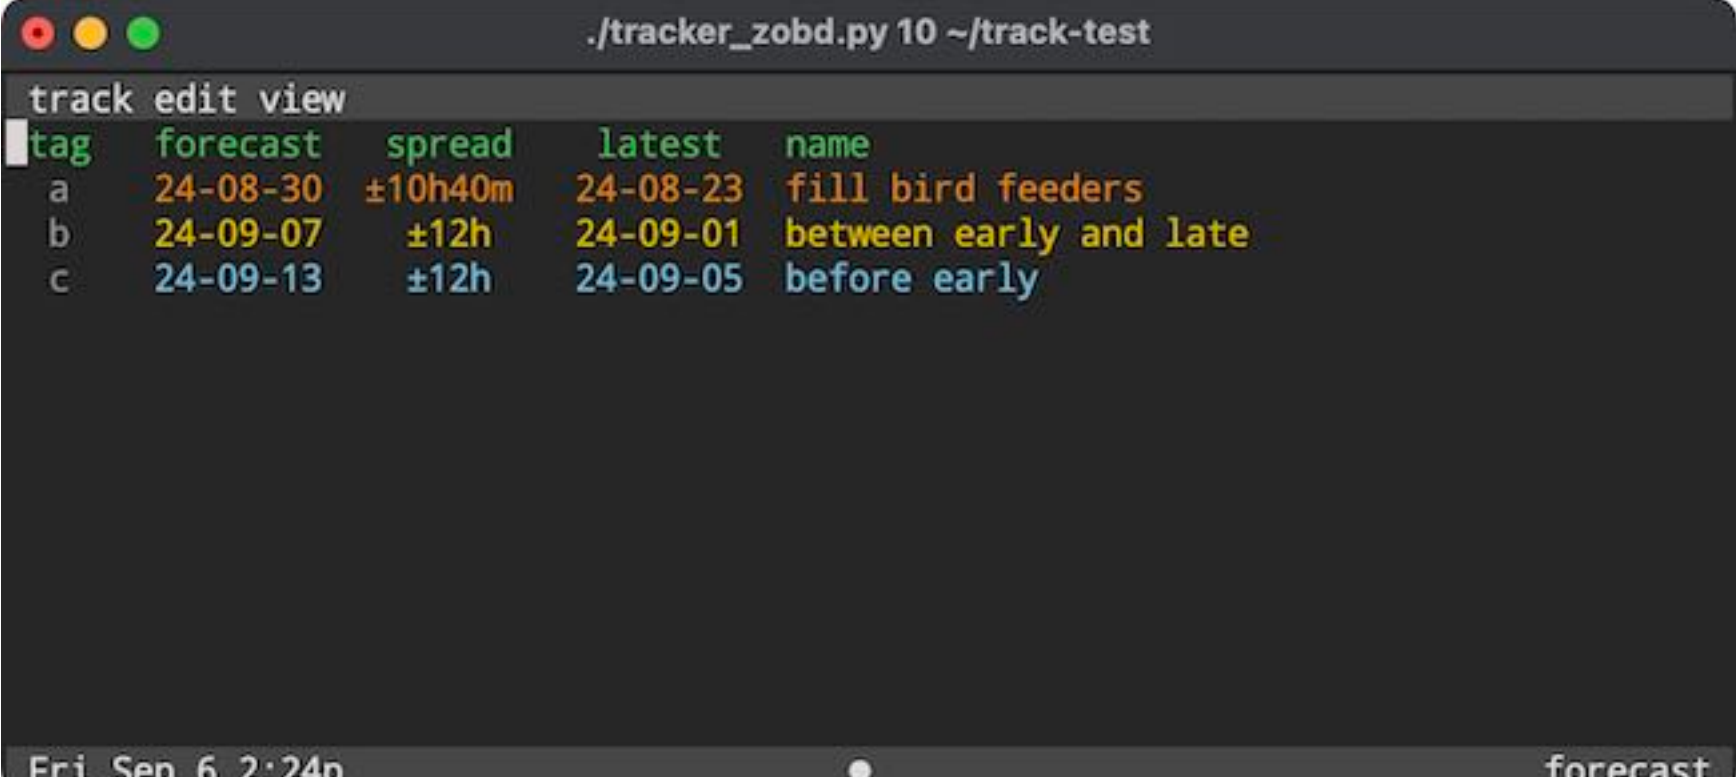 ./tracker_zobd.py 10 ~/track-test
track edit view
tag forecast spread latest name
a 24-08-30 ±10h40m 24-08-23 fill bird feeders
b 24-09-07 ±12h 24-09-01 between early and late
c 24-09-13 ±12h 24-09-05 before early
Fri Sep 6 2:24p forecast